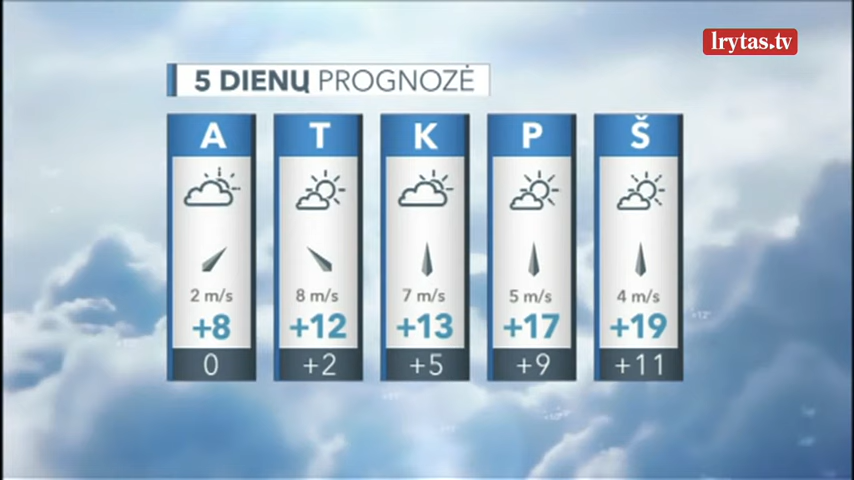 lrytas.tv
5 DIENŲ PROGNOZĖ
A T K P Š
2 m/s 8 m/s 7 m/s 5 m/s 4 m/s
+8 +12 +13 +17 +19
0 +2 +5 +9 +11